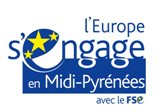 l'Europe
s'engage
en Midi-Pyrénées
avec le FSe